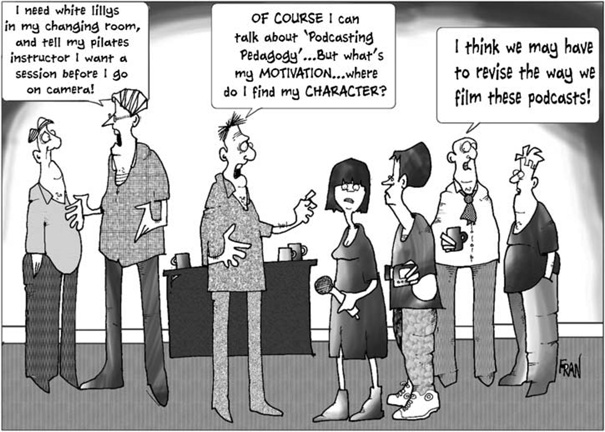 I need white lillys
in my changing room,
and tell my pilates
instructor I want a
session before I go
on camera!
OF COURSE I can
talk about 'Podcasting
Pedagogy'...But what's
my MOTIVATION...where
do I find my CHARACTER?
I think we may have
to revise the way we
film these podcasts!
FRAN